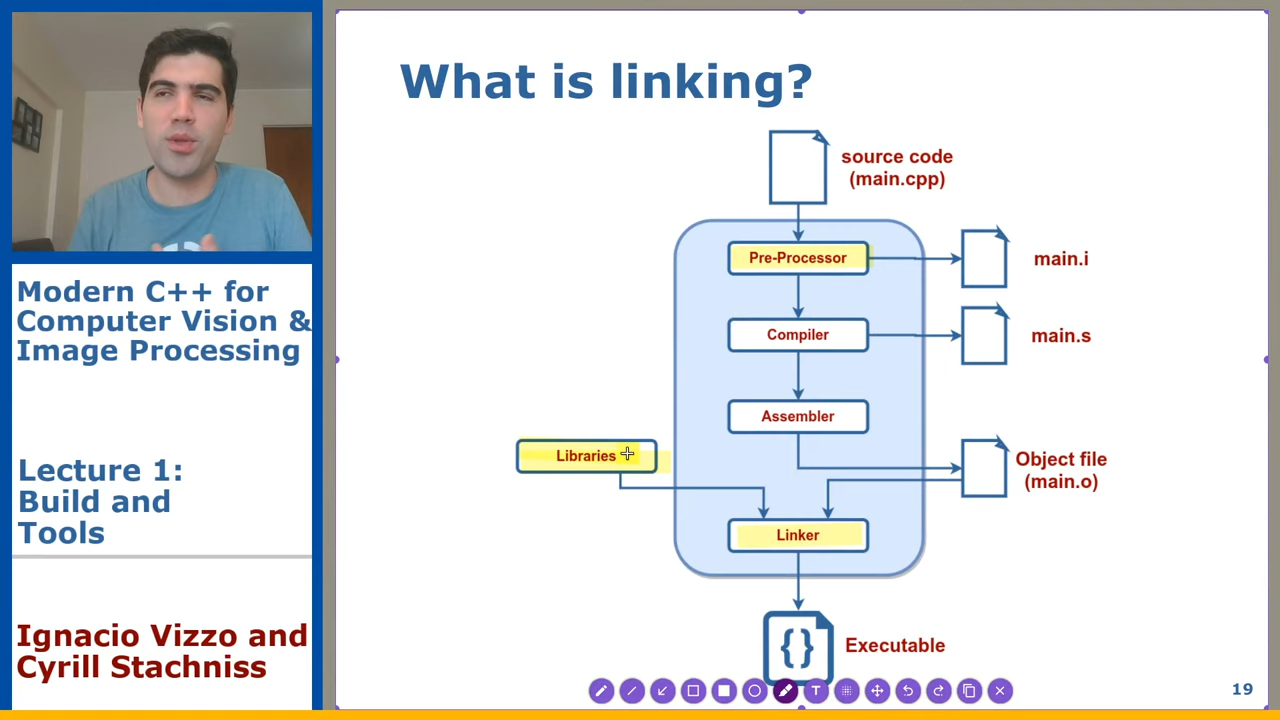 Modern C++ for
Computer Vision &
Image Processing
Lecture 1:
Build and
Tools
Ignacio Vizzo and
Cyrill Stachniss
What is linking?
source code
(main.cpp)
Pre-Processor
main.i
Compiler
main.s
Assembler
Libraries
Object file
(main.o)
Linker
{}
Executable
T
19